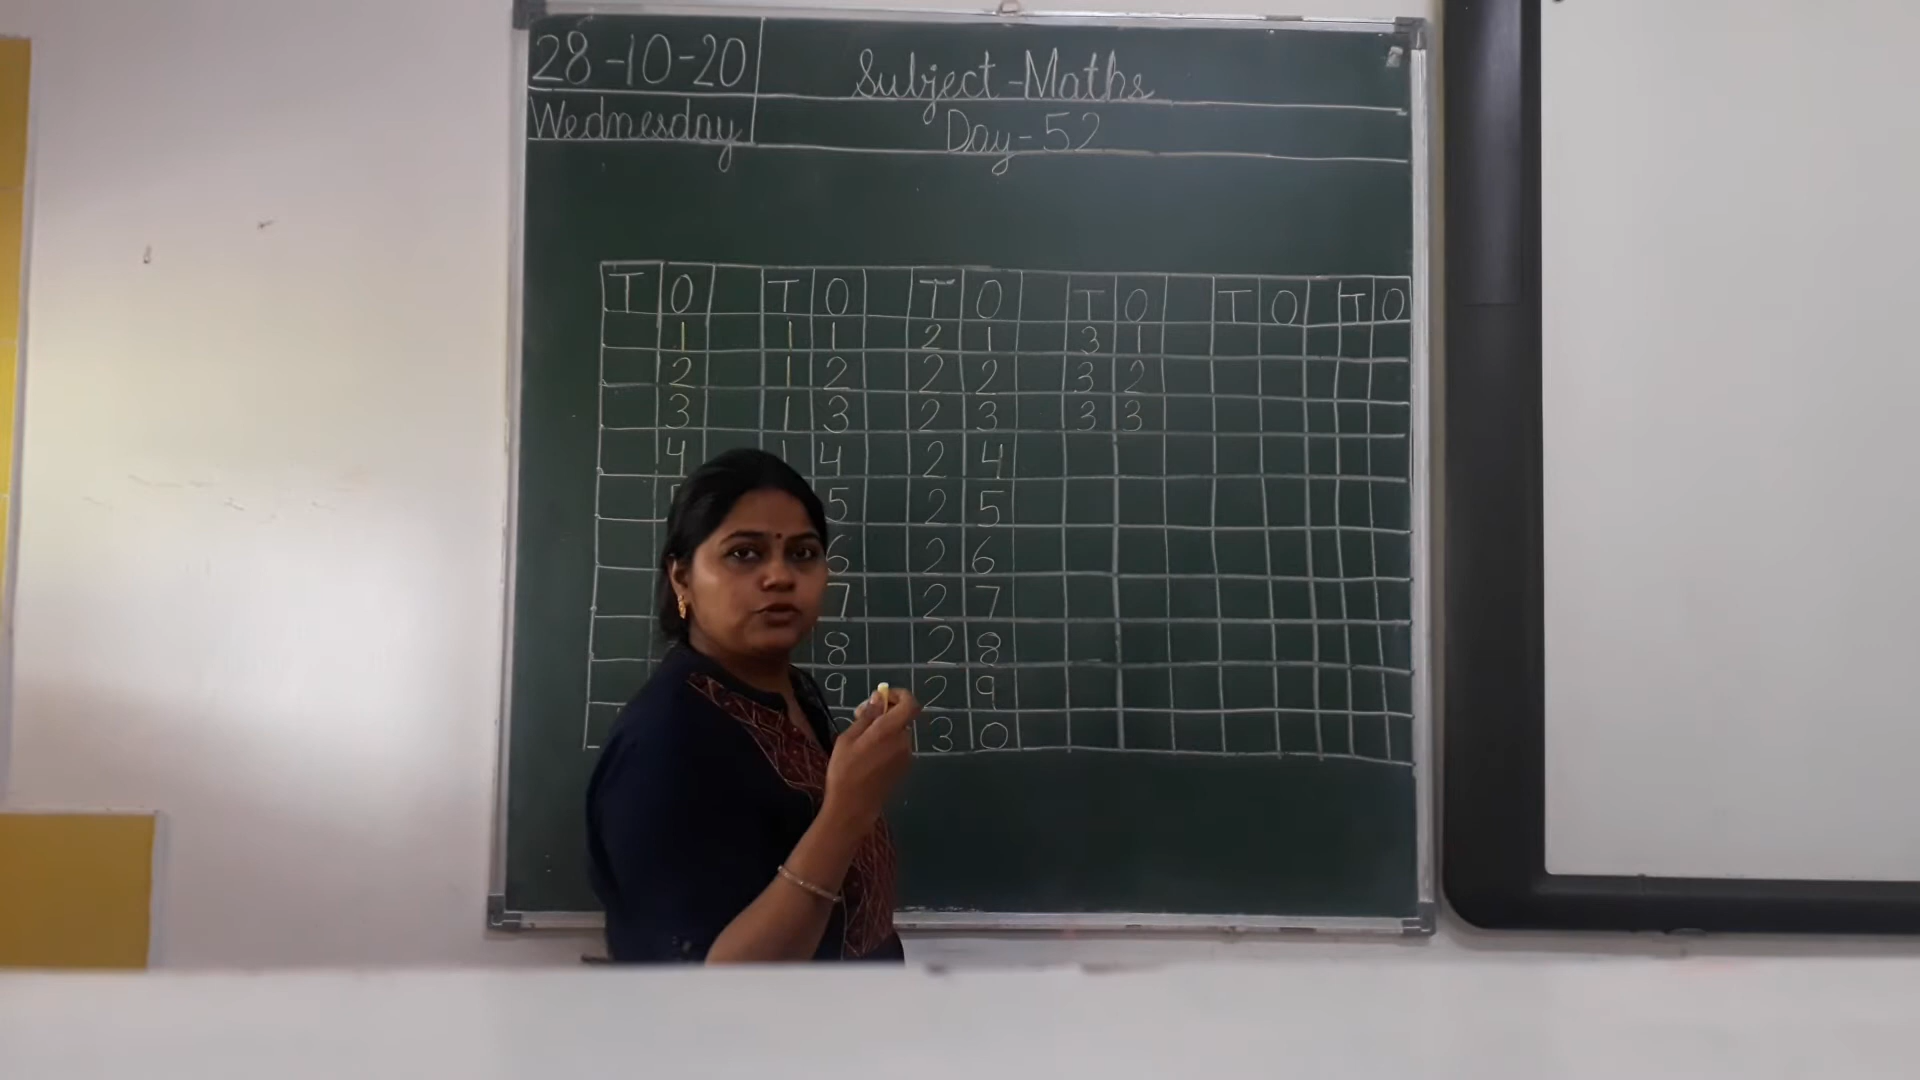 28-10-20 Subject-Maths
Wednesday Day-52
T O T O T O T O T O T O
1 1 1 2 1 3 1
2 1 2 2 2 3 2
3 1 3 2 3 3 3
4 1 4 2 4
5 5 2 5
6 2 6
7 2 7
8 2 8
9 2 9
3 0